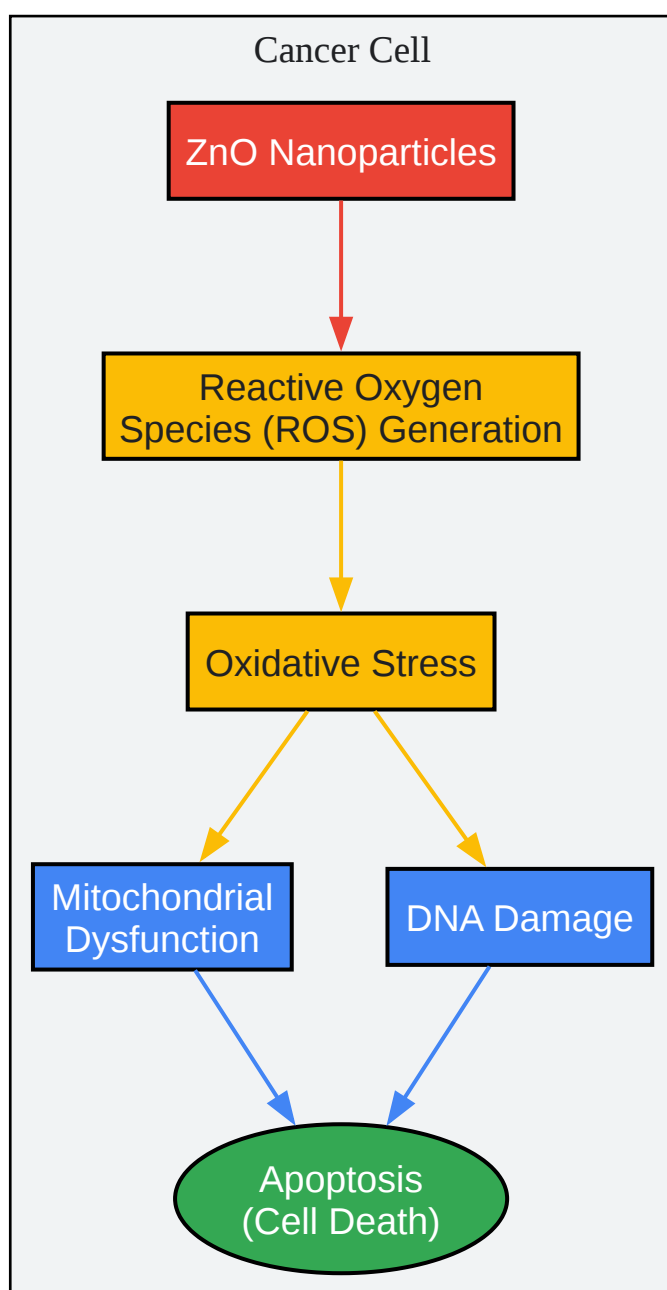 Cancer Cell
ZnO Nanoparticles
Reactive Oxygen
Species (ROS) Generation
Oxidative Stress
Mitochondrial
Dysfunction
DNA Damage
Apoptosis
(Cell Death)